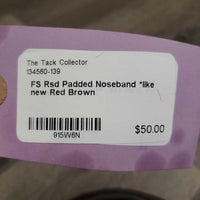 The Tack Collector
134560-139
FS Rsd Padded Noseband *like
new Red Brown
915W6N
$50.00